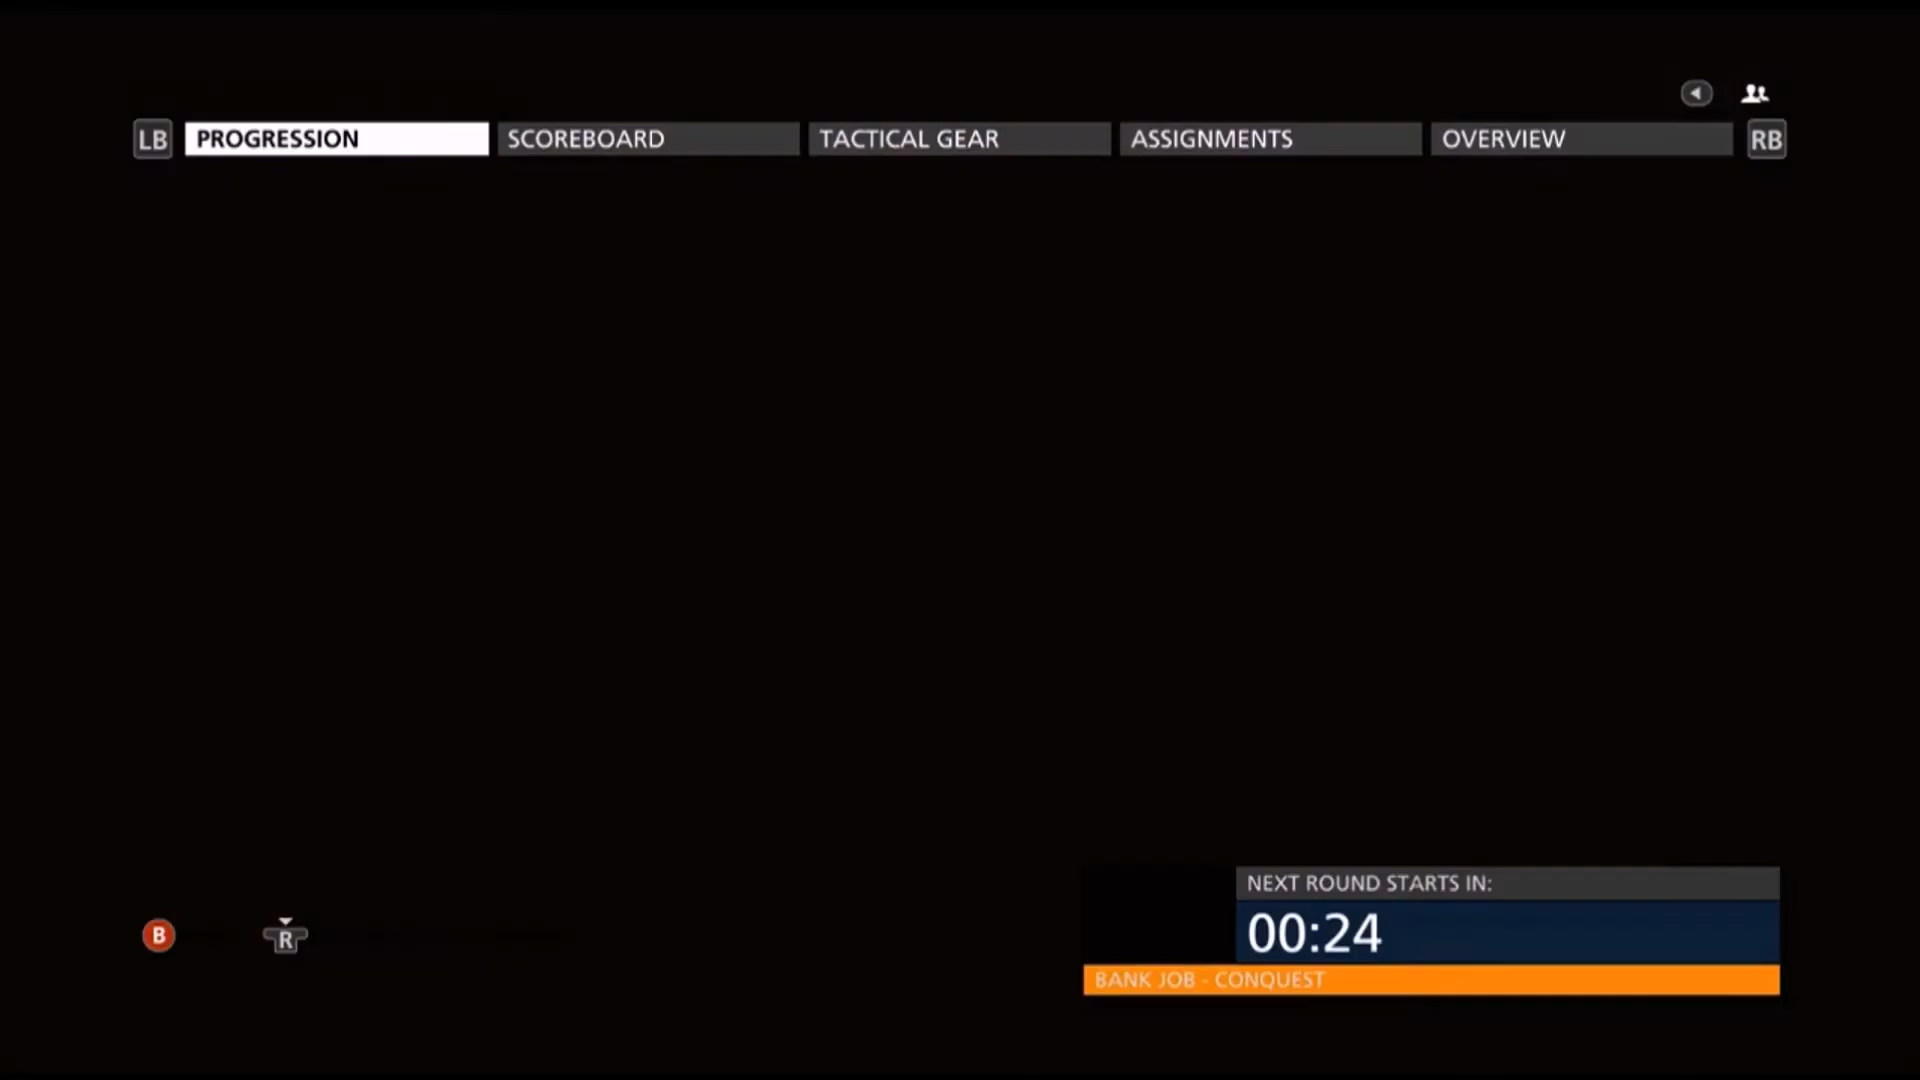 LB PROGRESSION SCOREBOARD TACTICAL GEAR ASSIGNMENTS OVERVIEW RB
NEXT ROUND STARTS IN:
00:24
B R
BANK JOB - CONQUEST